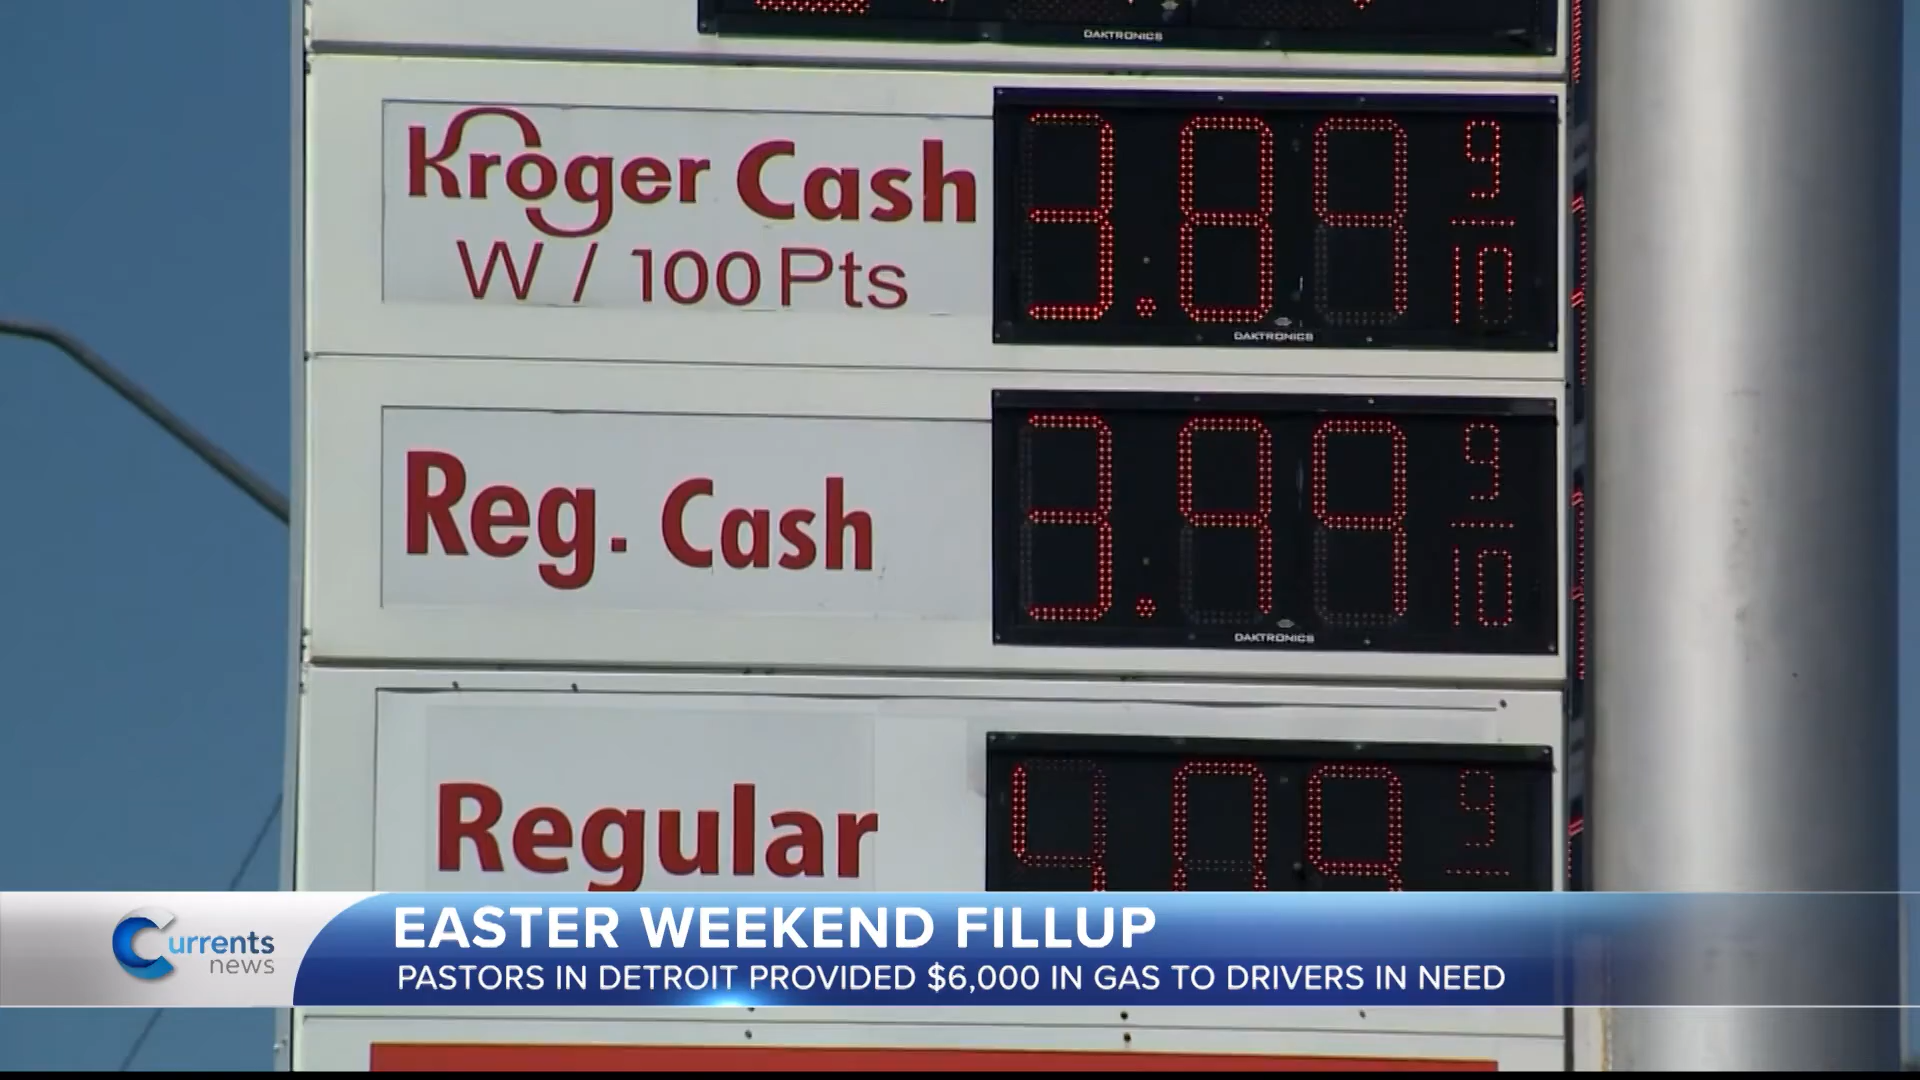 DAKTRONICS
Kroger Cash
W / 100 Pts
3.89 9/10
DAKTRONICS
Reg. Cash
3.99 9/10
DAKTRONICS
Regular
4.09 9
Currents
news
EASTER WEEKEND FILLUP
PASTORS IN DETROIT PROVIDED $6,000 IN GAS TO DRIVERS IN NEED